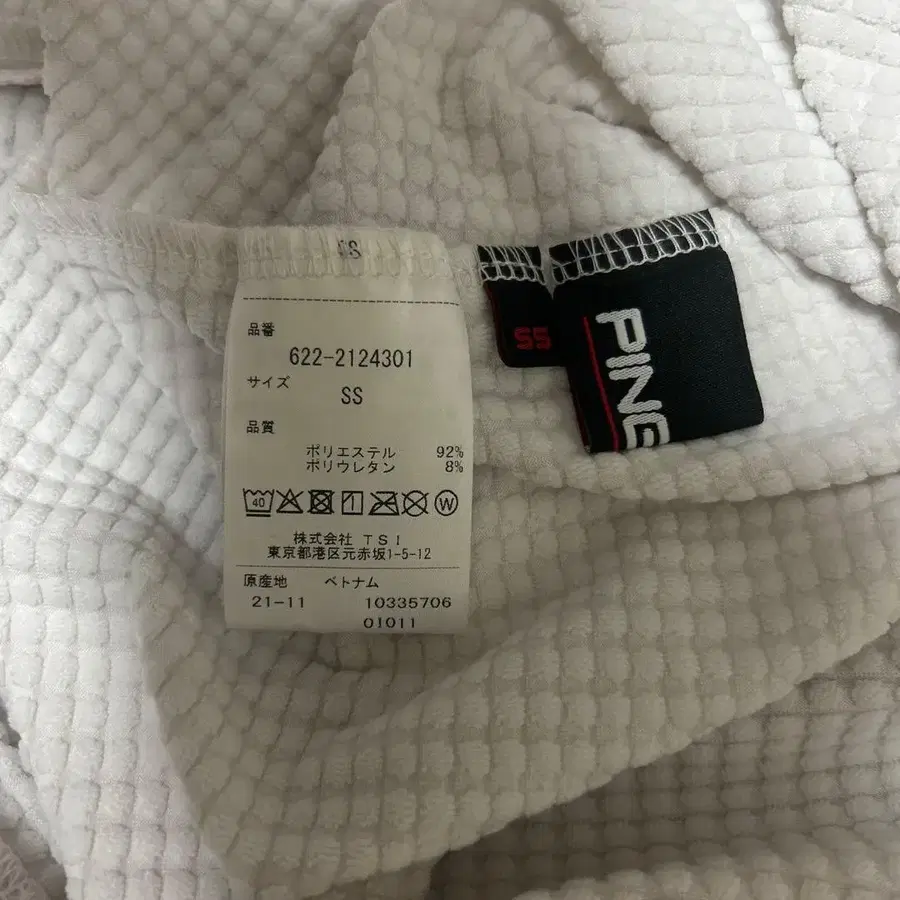 品番
622-2124301
サイズ
SS
品質
ポリエステル 92%
ポリウレタン 8%
40
W
株式会社 TSI
東京都港区元赤坂1-5-12
原産地 ベトナム
21-11 10335706
01011
SS
PING